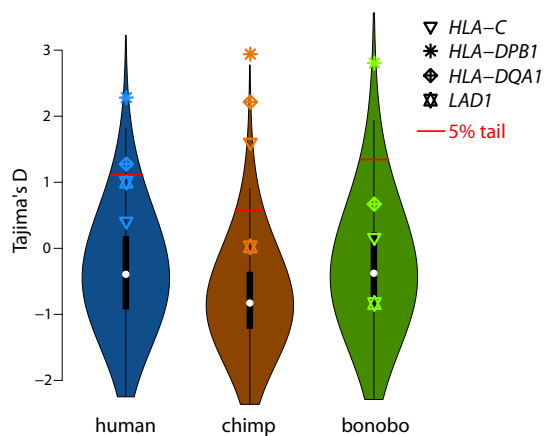 HLA−C
HLA−DPB1
HLA−DQA1
LAD1
5% tail
Tajima's D
3
2
1
0
−1
−2
human chimp bonobo